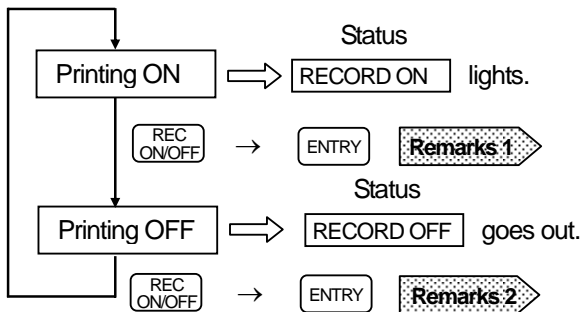 Status
Printing ON
RECORD ON
lights.
REC
ON/OFF
→
ENTRY
Remarks 1
Status
Printing OFF
RECORD OFF
goes out.
REC
ON/OFF
→
ENTRY
Remarks 2